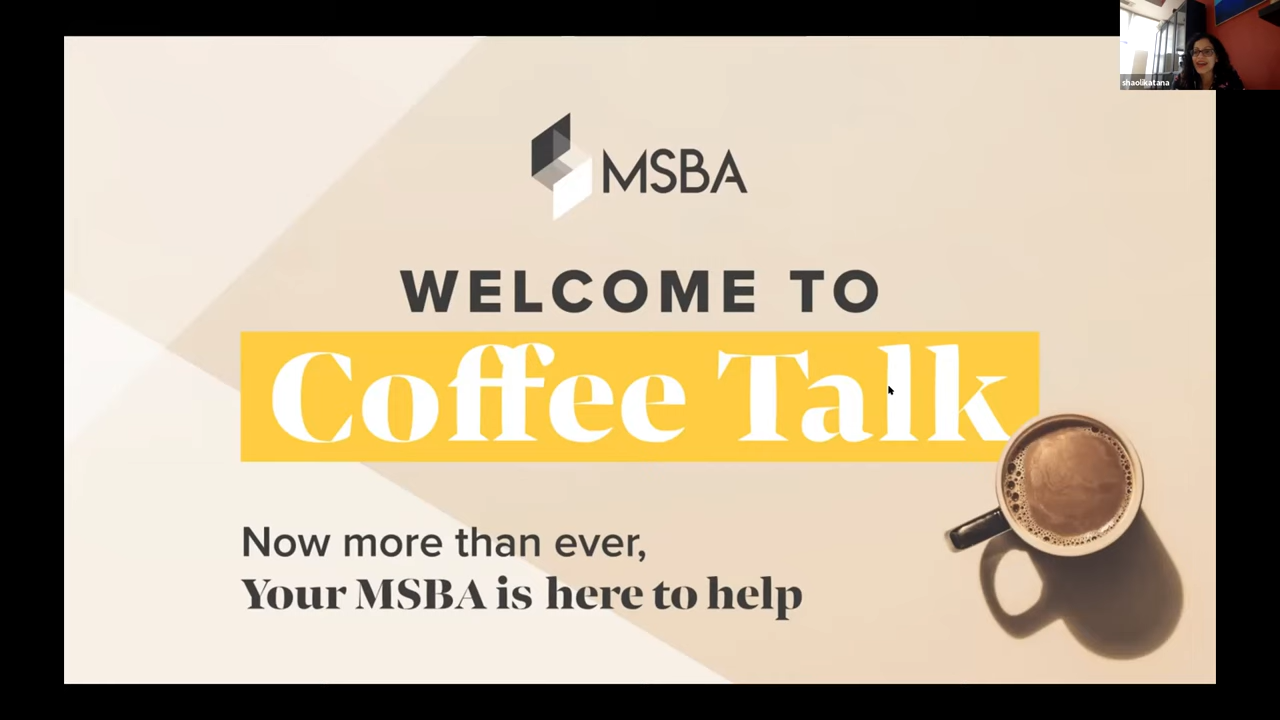 shaolikatana
MSBA
WELCOME TO
Coffee Talk
Now more than ever,
Your MSBA is here to help